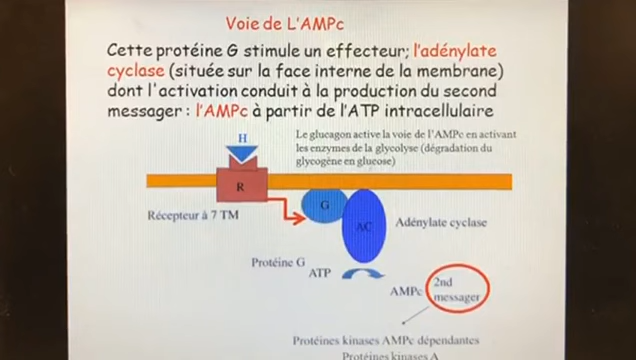 Voie de L'AMPc
Cette protéine G stimule un effecteur; l'adénylate
cyclase (située sur la face interne de la membrane)
dont l'activation conduit à la production du second
messager : l'AMPc à partir de l'ATP intracellulaire
Le glucagon active la voie de l'AMPc en activant
les enzymes de la glycolyse (dégradation du
glycogène en glucose)
H
R
G
AC
Récepteur à 7 TM
Adénylate cyclase
Protéine G
ATP
AMPc
2nd
messager
Protéines kinases AMPc dépendantes
Protéines kinases A